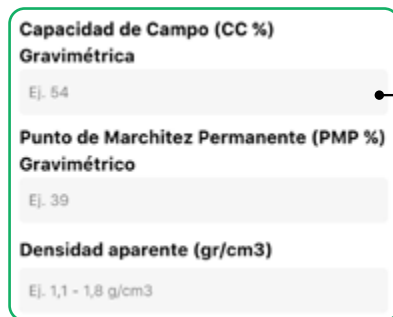 Capacidad de Campo (CC %)
Gravimétrica
Ej. 54
Punto de Marchitez Permanente (PMP %)
Gravimétrico
Ej. 39
Densidad aparente (gr/cm3)
Ej. 1,1 - 1,8 g/cm3